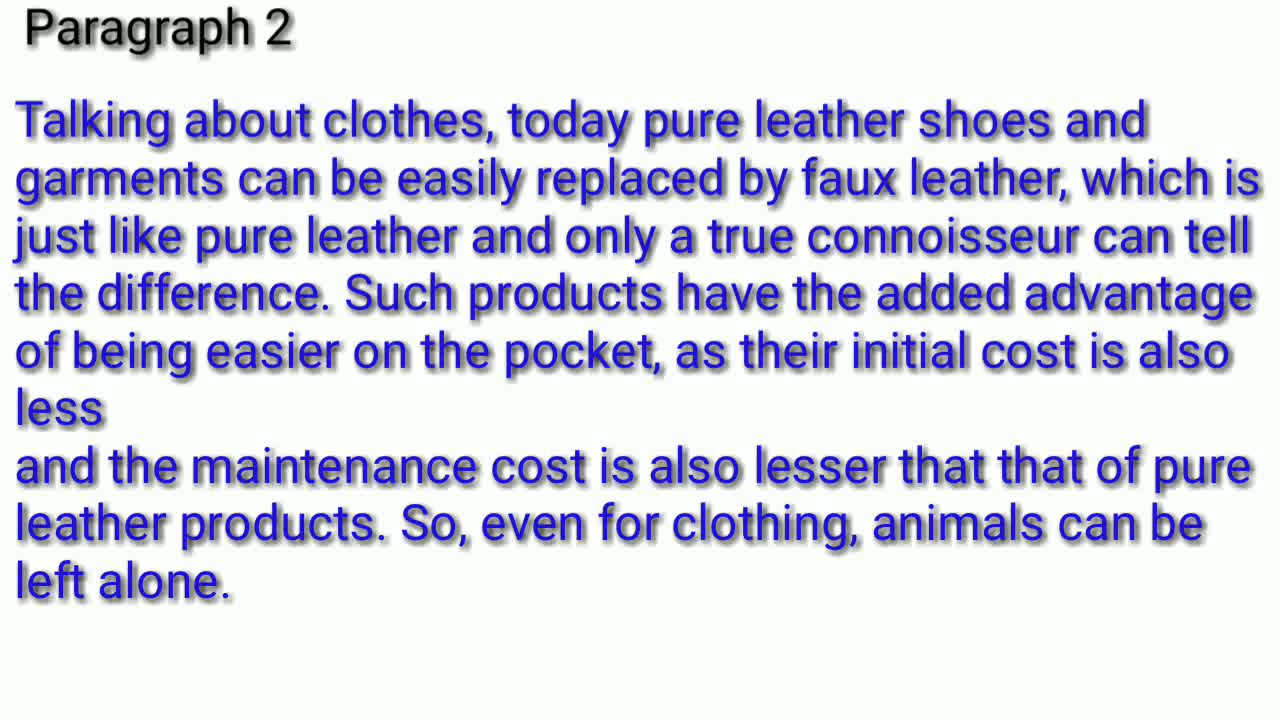 Paragraph 2
Talking about clothes, today pure leather shoes and
garments can be easily replaced by faux leather, which is
just like pure leather and only a true connoisseur can tell
the difference. Such products have the added advantage
of being easier on the pocket, as their initial cost is also
less
and the maintenance cost is also lesser that that of pure
leather products. So, even for clothing, animals can be
left alone.